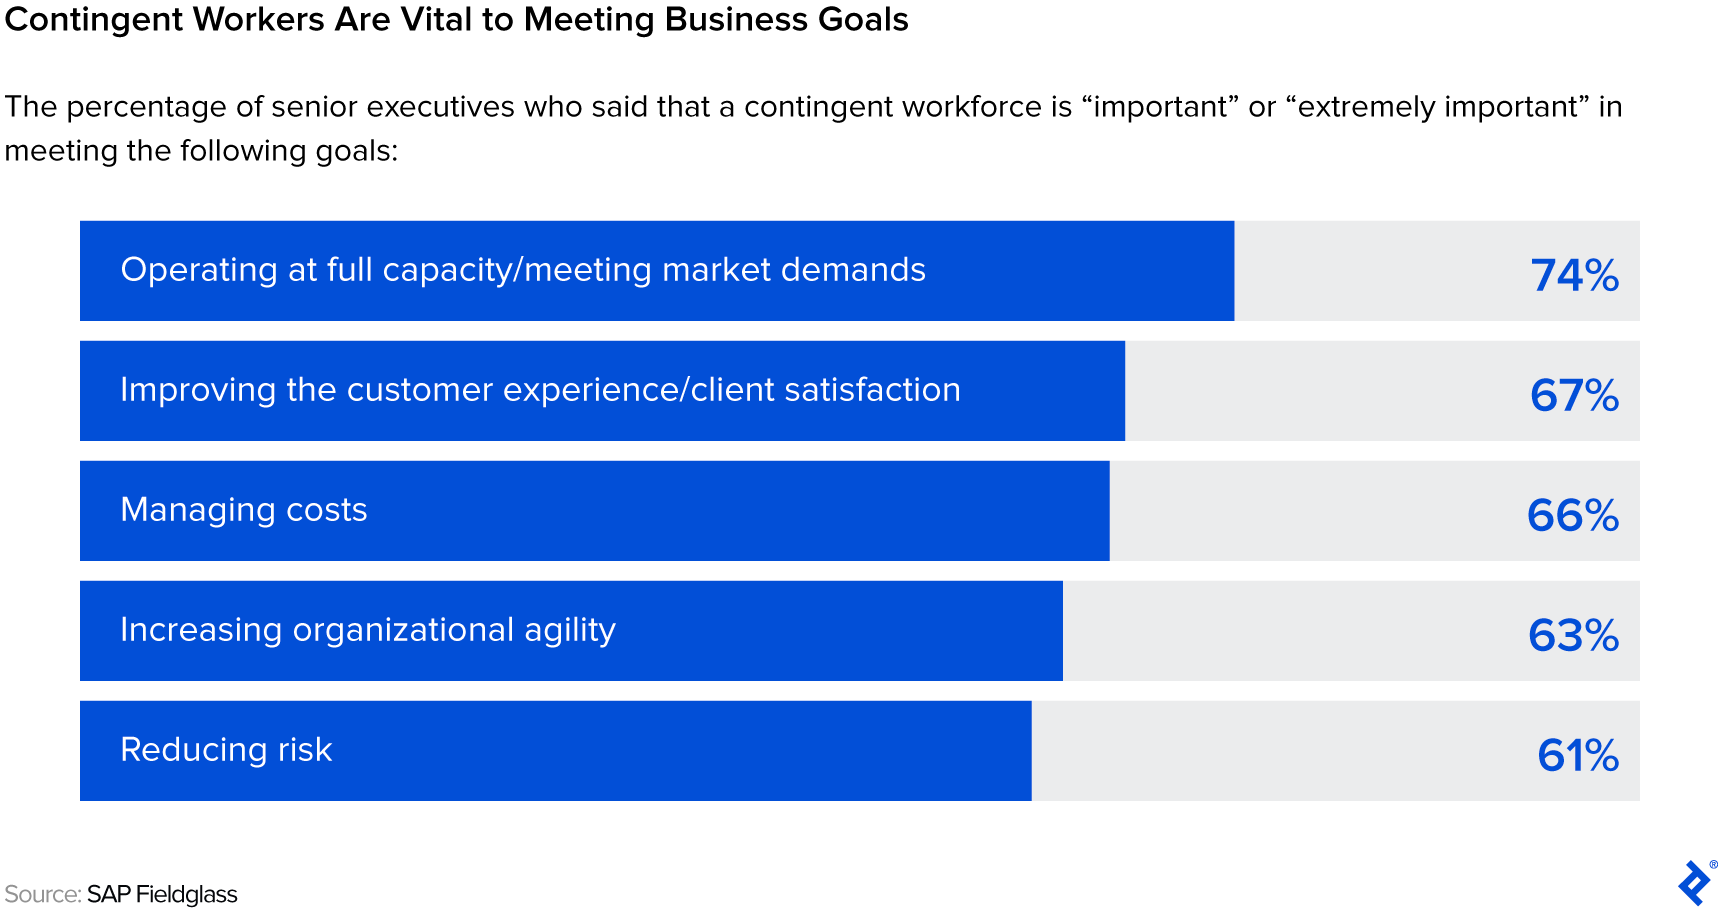 Contingent Workers Are Vital to Meeting Business Goals
The percentage of senior executives who said that a contingent workforce is “important” or “extremely important” in
meeting the following goals:
Operating at full capacity/meeting market demands 74%
Improving the customer experience/client satisfaction 67%
Managing costs 66%
Increasing organizational agility 63%
Reducing risk 61%
Source: SAP Fieldglass
®